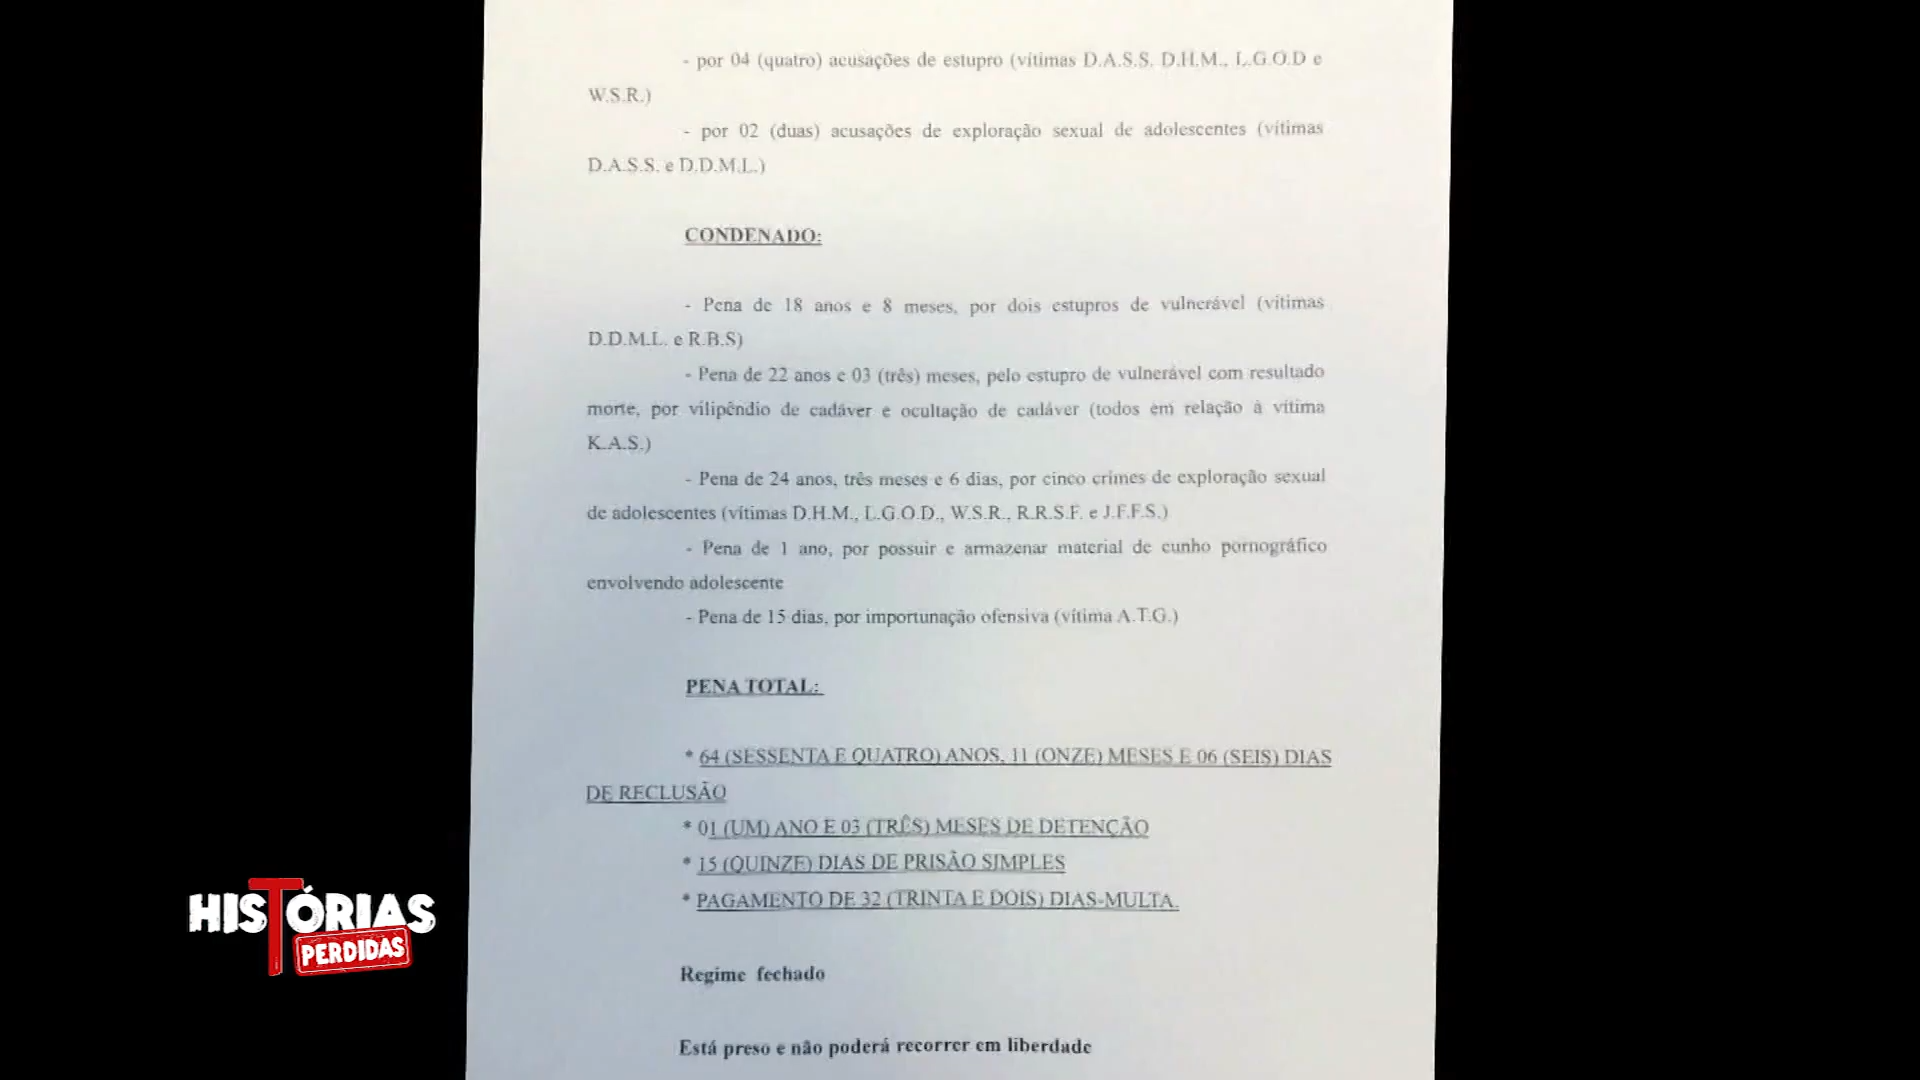 - por 04 (quatro) acusações de estupro (vítimas D.A.S.S. D.H.M., L.G.O.D e
W.S.R.)
- por 02 (duas) acusações de exploração sexual de adolescentes (vítimas
D.A.S.S. e D.D.M.L.)
CONDENADO:
- Pena de 18 anos e 8 meses, por dois estupros de vulnerável (vítimas
D.D.M.L. e R.B.S)
- Pena de 22 anos e 03 (três) meses, pelo estupro de vulnerável com resultado
morte, por vilipêndio de cadáver e ocultação de cadáver (todos em relação à vítima
K.A.S.)
- Pena de 24 anos, três meses e 6 dias, por cinco crimes de exploração sexual
de adolescentes (vítimas D.H.M., L.G.O.D., W.S.R., R.R.S.F. e J.F.F.S.)
- Pena de 1 ano, por possuir e armazenar material de cunho pornográfico
envolvendo adolescente
- Pena de 15 dias, por importunação ofensiva (vítima A.T.G.)
PENA TOTAL:
* 64 (SESSENTA E QUATRO) ANOS, 11 (ONZE) MESES E 06 (SEIS) DIAS
DE RECLUSÃO
* 01 (UM) ANO E 03 (TRÊS) MESES DE DETENÇÃO
* 15 (QUINZE) DIAS DE PRISÃO SIMPLES
* PAGAMENTO DE 32 (TRINTA E DOIS) DIAS-MULTA.
HISTÓRIAS
PERDIDAS
Regime fechado
Está preso e não poderá recorrer em liberdade